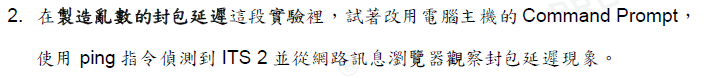 2. 在製造亂數的封包延遲這段實驗裡，試著改用電腦主機的 Command Prompt，
使用 ping 指令偵測到 ITS 2 並從網路訊息瀏覽器觀察封包延遲現象。